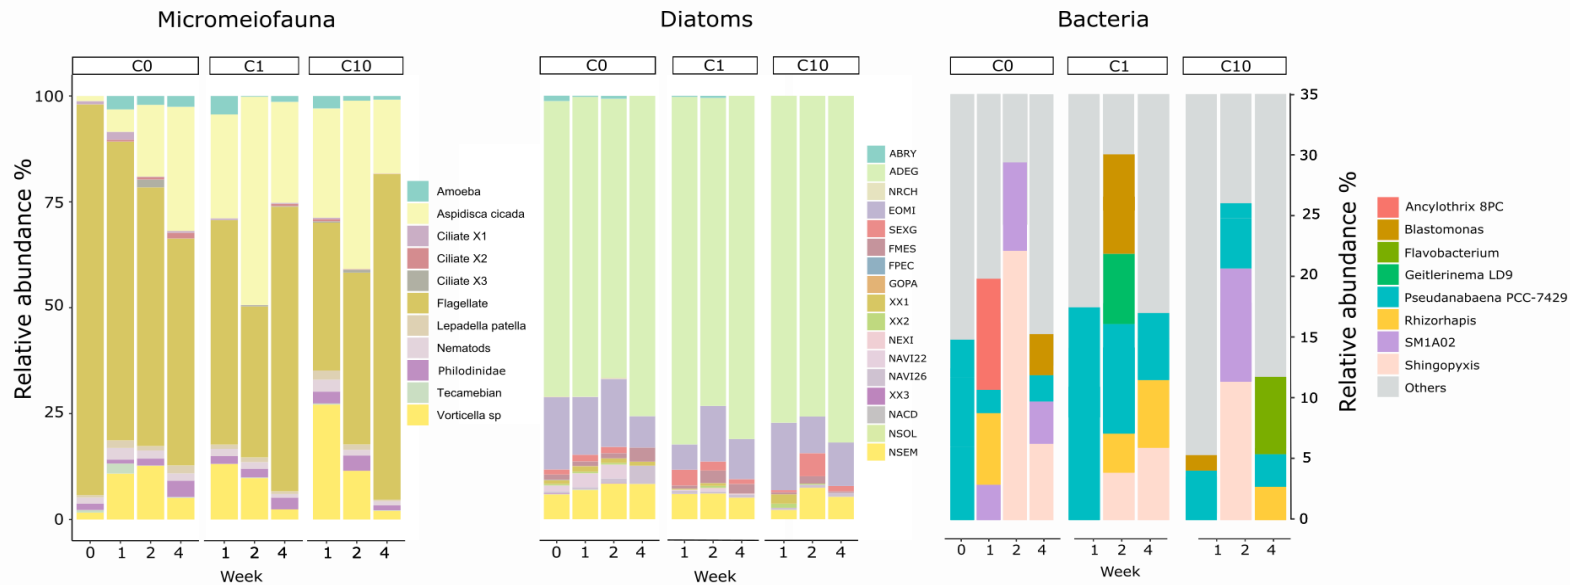 Micromeiofauna
Diatoms
Bacteria
C0
C1
C10
C0
C1
C10
C0
C1
C10
Relative abundance %
100
75
50
25
0
0 1 2 4
1 2 4
1 2 4
Week
Amoeba
Aspidisca cicada
Ciliate X1
Ciliate X2
Ciliate X3
Flagellate
Lepadella patella
Nematods
Philodinidae
Tecamebian
Vorticella sp
0 1 2 4
1 2 4
1 2 4
Week
ABRY
ADEG
NRCH
EOMI
SEXG
FMES
FPEC
GOPA
XX1
XX2
NEXI
NAVI22
NAVI26
XX3
NACD
NSOL
NSEM
0 1 2 4
1 2 4
1 2 4
Week
35
30
25
20
15
10
5
0
Relative abundance %
Ancylothrix 8PC
Blastomonas
Flavobacterium
Geitlerinema LD9
Pseudanabaena PCC-7429
Rhizorhapis
SM1A02
Shingopyxis
Others